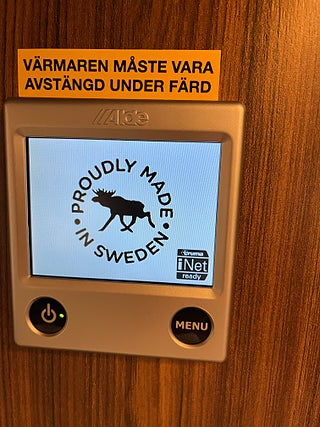 VÄRMAREN MÅSTE VARA
AVSTÄNGD UNDER FÄRD
Alde
PROUDLY MADE
IN SWEDEN
truma
iNet
ready
MENU